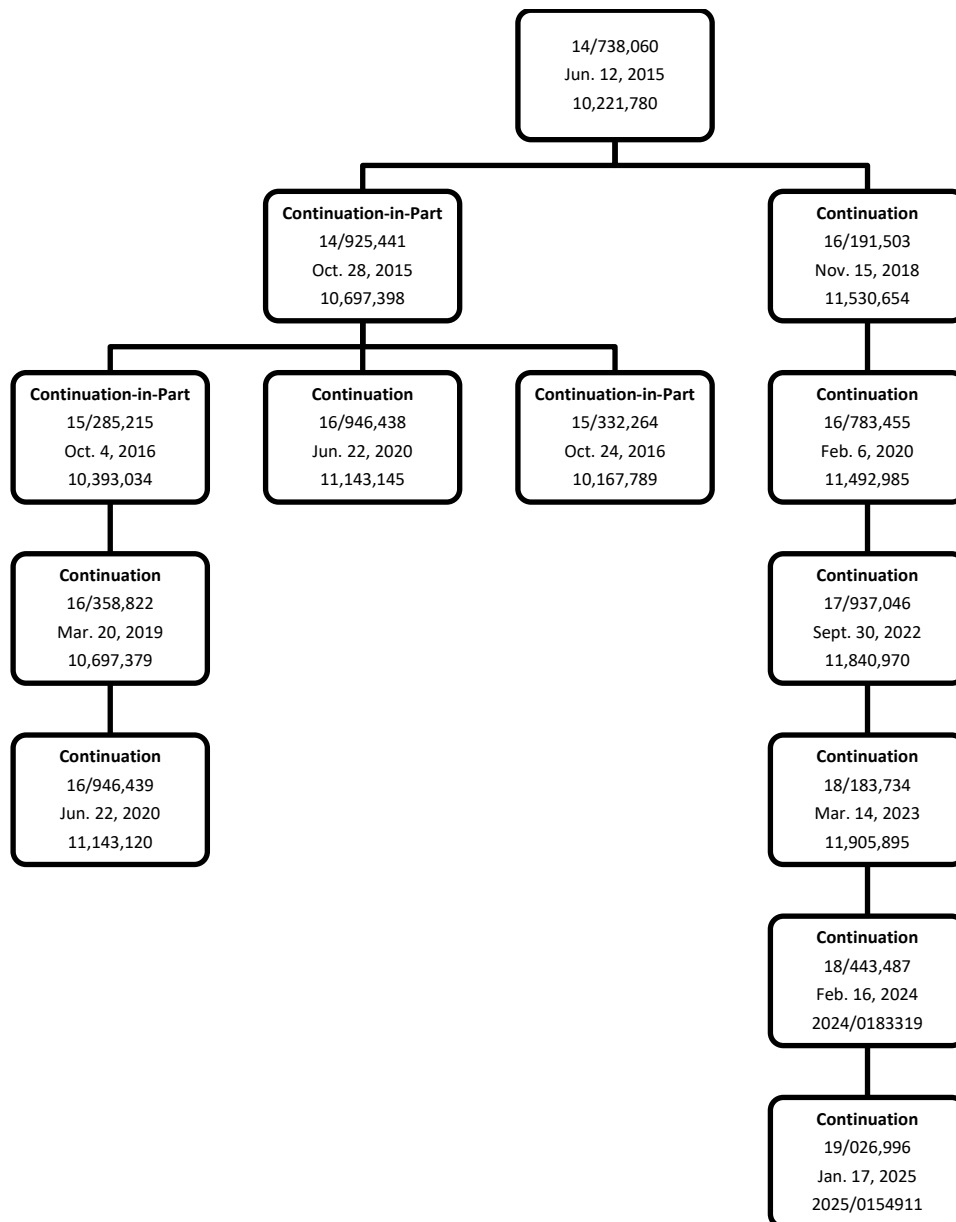 14/738,060
Jun. 12, 2015
10,221,780
Continuation-in-Part
14/925,441
Oct. 28, 2015
10,697,398
Continuation
16/191,503
Nov. 15, 2018
11,530,654
Continuation-in-Part
15/285,215
Oct. 4, 2016
10,393,034
Continuation
16/946,438
Jun. 22, 2020
11,143,145
Continuation-in-Part
15/332,264
Oct. 24, 2016
10,167,789
Continuation
16/783,455
Feb. 6, 2020
11,492,985
Continuation
16/358,822
Mar. 20, 2019
10,697,379
Continuation
17/937,046
Sept. 30, 2022
11,840,970
Continuation
16/946,439
Jun. 22, 2020
11,143,120
Continuation
18/183,734
Mar. 14, 2023
11,905,895
Continuation
18/443,487
Feb. 16, 2024
2024/0183319
Continuation
19/026,996
Jan. 17, 2025
2025/0154911